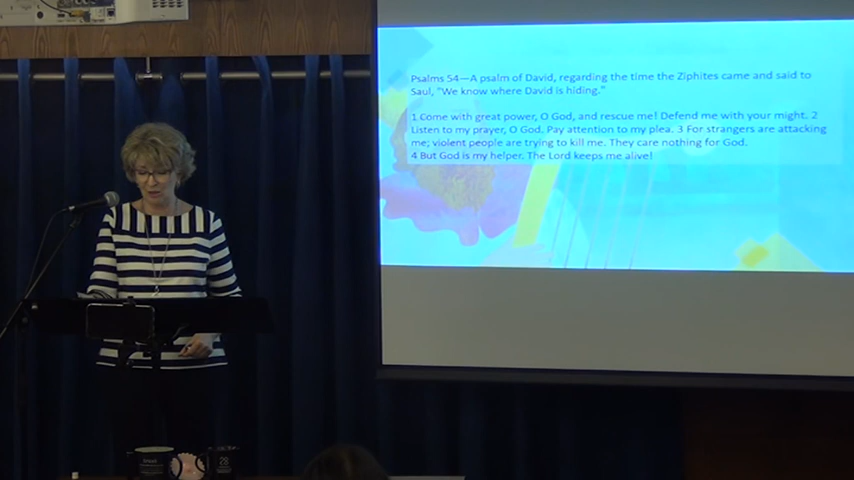 Psalms 54—A psalm of David, regarding the time the Ziphites came and said to
Saul, "We know where David is hiding."
1 Come with great power, O God, and rescue me! Defend me with your might. 2
Listen to my prayer, O God. Pay attention to my plea. 3 For strangers are attacking
me; violent people are trying to kill me. They care nothing for God.
4 But God is my helper. The Lord keeps me alive!
28